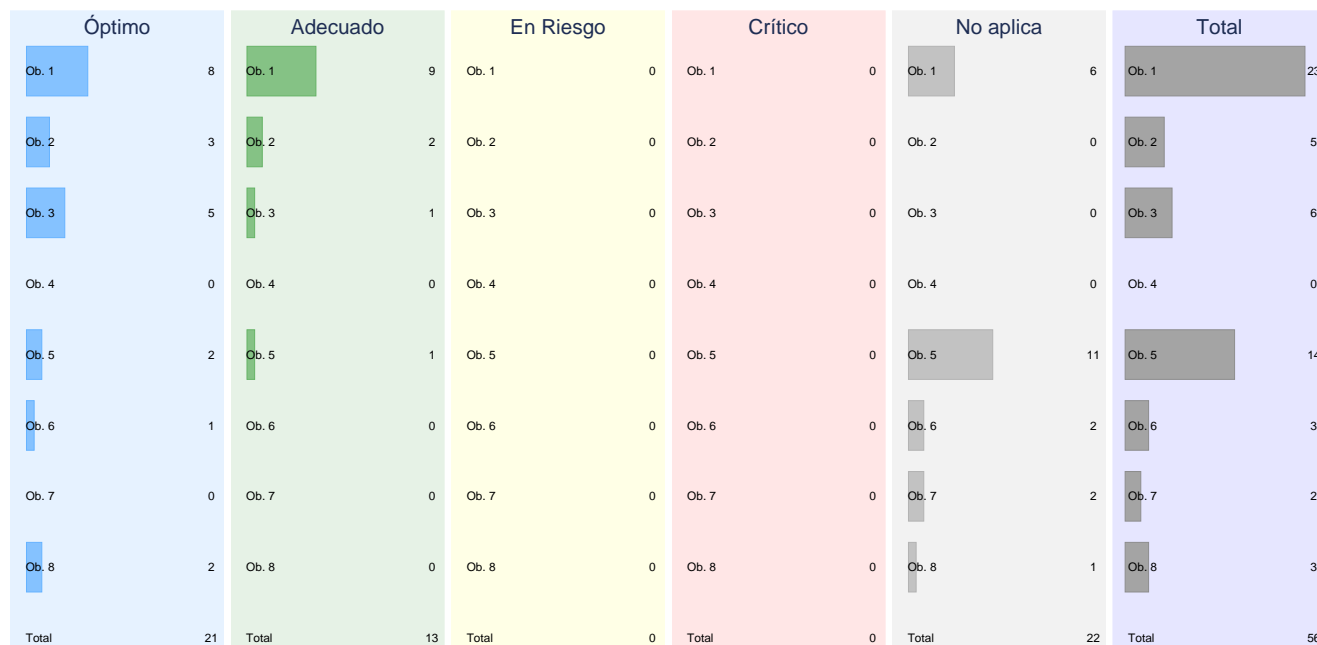 Óptimo Adecuado En Riesgo Crítico No aplica Total
Ob. 1 8 Ob. 1 9 Ob. 1 0 Ob. 1 0 Ob. 1 6 Ob. 1 23
Ob. 2 3 Ob. 2 2 Ob. 2 0 Ob. 2 0 Ob. 2 0 Ob. 2 5
Ob. 3 5 Ob. 3 1 Ob. 3 0 Ob. 3 0 Ob. 3 0 Ob. 3 6
Ob. 4 0 Ob. 4 0 Ob. 4 0 Ob. 4 0 Ob. 4 0 Ob. 4 0
Ob. 5 2 Ob. 5 1 Ob. 5 0 Ob. 5 0 Ob. 5 11 Ob. 5 14
Ob. 6 1 Ob. 6 0 Ob. 6 0 Ob. 6 0 Ob. 6 2 Ob. 6 3
Ob. 7 0 Ob. 7 0 Ob. 7 0 Ob. 7 0 Ob. 7 2 Ob. 7 2
Ob. 8 2 Ob. 8 0 Ob. 8 0 Ob. 8 0 Ob. 8 1 Ob. 8 3
Total 21 Total 13 Total 0 Total 0 Total 22 Total 56